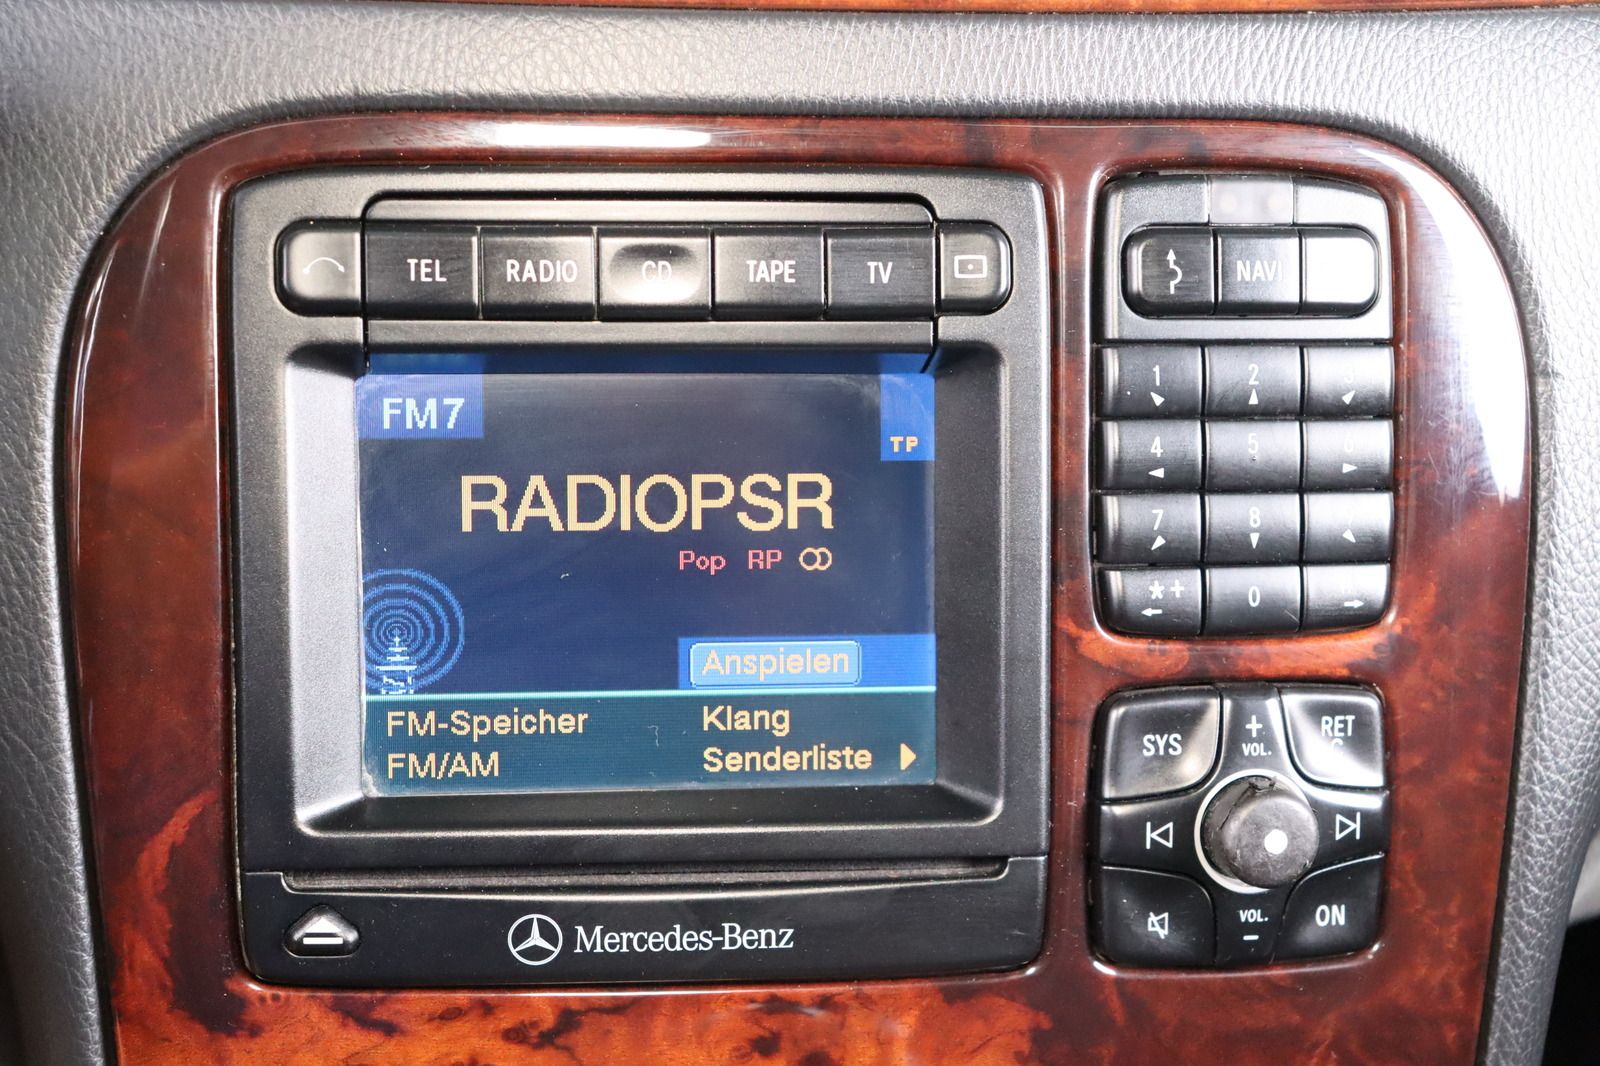 TEL RADIO CD TAPE TV
NAVI
FM7
TP
RADIOPSR
Pop RP
Anspielen
FM-Speicher Klang
FM/AM Senderliste
Mercedes-Benz
1 2
4 5
7 8
*+ 0
SYS + VOL. RET
VOL. - ON